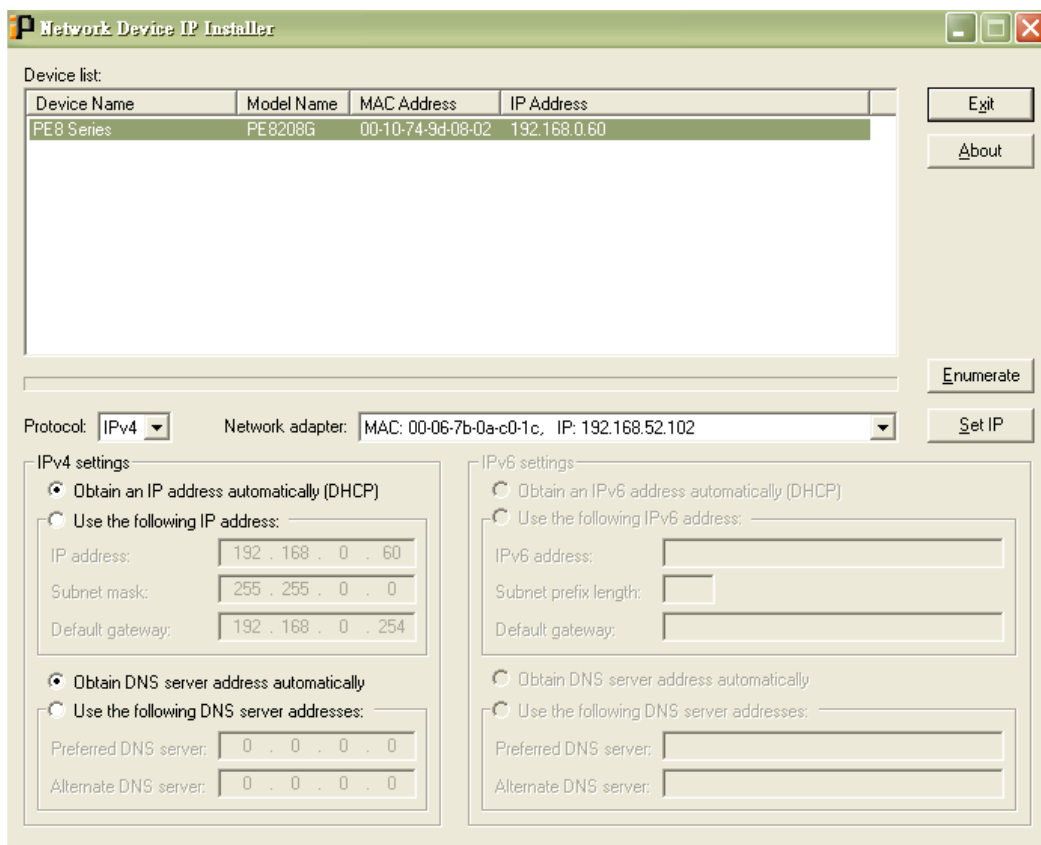 Network Device IP Installer
Device list:
Device Name Model Name MAC Address IP Address
PE8 Series PE8208G 00-10-74-9d-08-02 192.168.0.60
Exit
About
Enumerate
Protocol: IPv4 Network adapter: MAC: 00-06-7b-0a-c0-1c, IP: 192.168.52.102 Set IP
IPv4 settings
Obtain an IP address automatically (DHCP)
Use the following IP address:
IP address: 192 . 168 . 0 . 60
Subnet mask: 255 . 255 . 0 . 0
Default gateway: 192 . 168 . 0 . 254
Obtain DNS server address automatically
Use the following DNS server addresses:
Preferred DNS server: 0 . 0 . 0 . 0
Alternate DNS server: 0 . 0 . 0 . 0
IPv6 settings
Obtain an IPv6 address automatically (DHCP)
Use the following IPv6 address:
IPv6 address:
Subnet prefix length:
Default gateway:
Obtain DNS server address automatically
Use the following DNS server addresses:
Preferred DNS server:
Alternate DNS server: